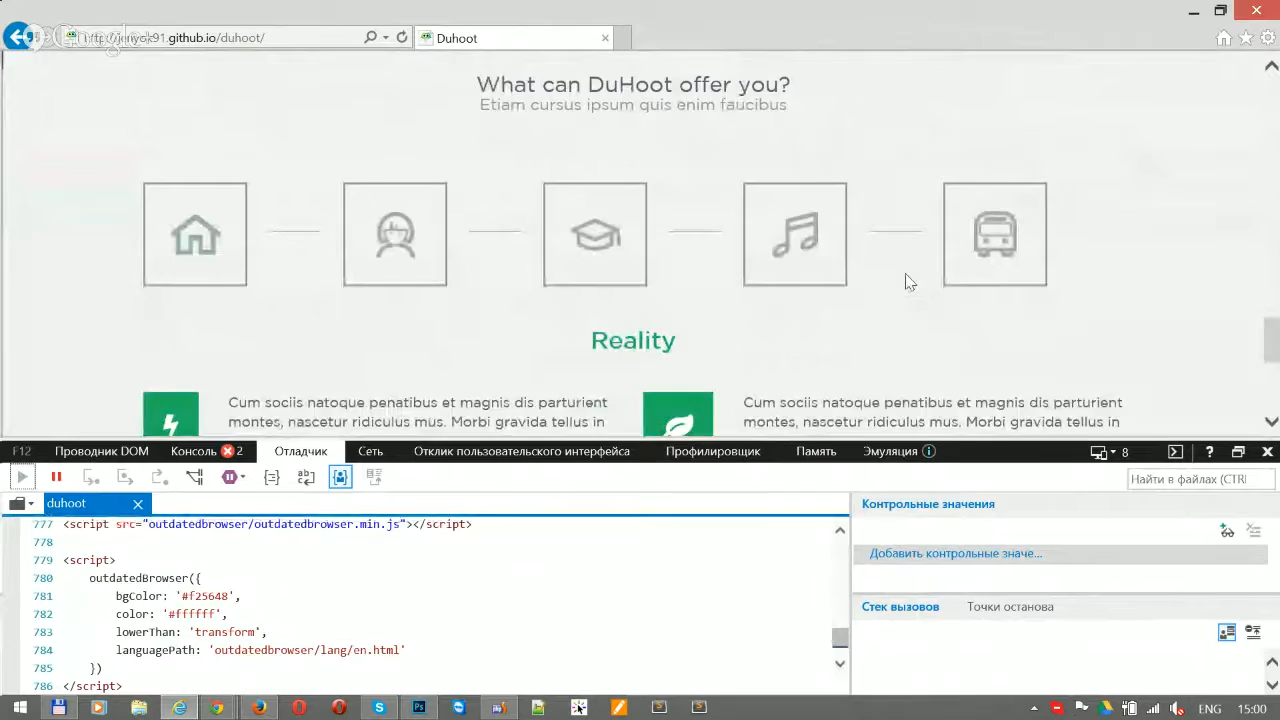 Google
91.github.io/duhoot/
Duhoot
What can DuHoot offer you?
Etiam cursus ipsum quis enim faucibus
Reality
Cum sociis natoque penatibus et magnis dis parturient
montes, nascetur ridiculus mus. Morbi gravida tellus in
Cum sociis natoque penatibus et magnis dis parturient
montes, nascetur ridiculus mus. Morbi gravida tellus in
F12 Проводник DOM Консоль 2 Отладчик Сеть Отклик пользовательского интерфейса Профилировщик Память Эмуляция 8
Найти в файлах (CTRL
duhoot
777 <script src="outdatedbrowser/outdatedbrowser.min.js"></script>
778
779 <script>
780 outdatedBrowser({
781 bgColor: '#f25648',
782 color: '#ffffff',
783 lowerThan: 'transform',
784 languagePath: 'outdatedbrowser/lang/en.html'
785 })
786 </script>
Контрольные значения
Добавить контрольные значе...
Стек вызовов Точки останова
ENG 15:00